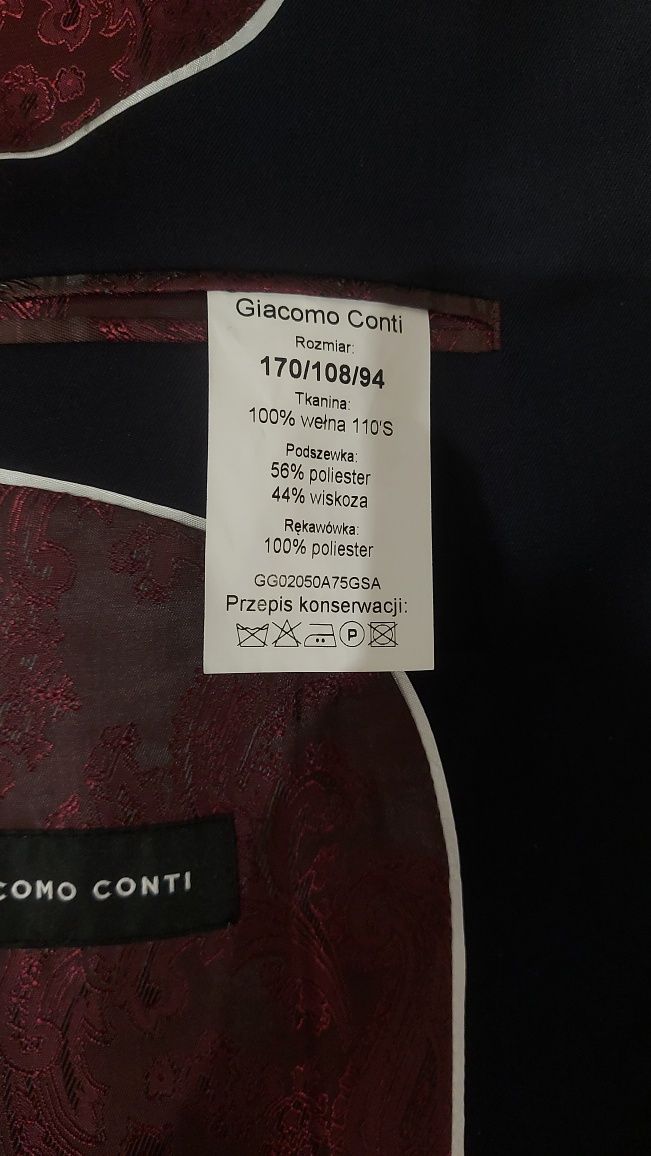 Giacomo Conti
Rozmiar:
170/108/94
Tkanina:
100% wełna 110'S
Podszewka:
56% poliester
44% wiskoza
Rękawówka:
100% poliester
GG02050A75GSA
Przepis konserwacji:
P
COMO CONTI